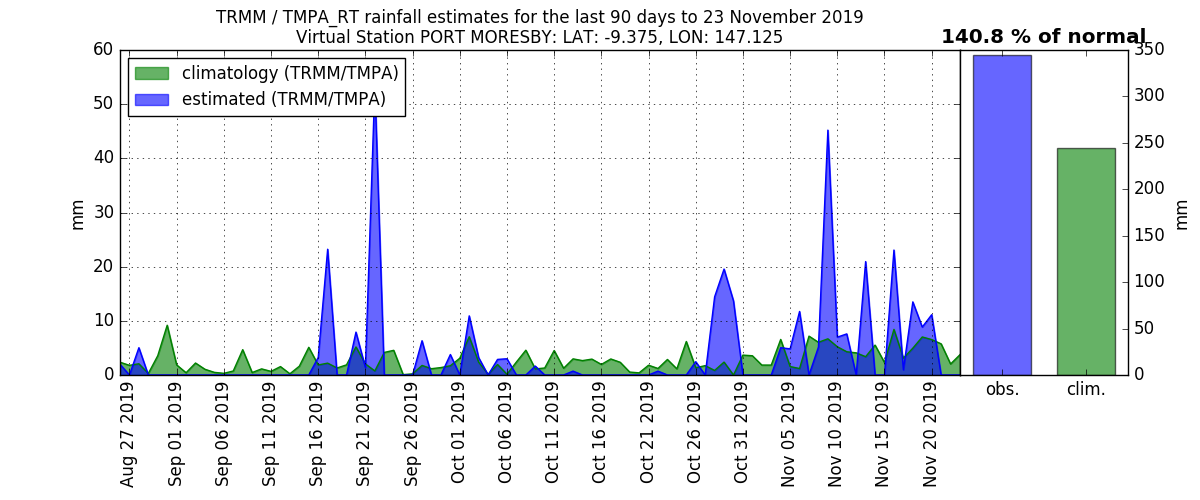 TRMM / TMPA_RT rainfall estimates for the last 90 days to 23 November 2019
Virtual Station PORT MORESBY: LAT: -9.375, LON: 147.125
140.8 % of normal
climatology (TRMM/TMPA)
estimated (TRMM/TMPA)
mm
60
50
40
30
20
10
0
Aug 27 2019
Sep 01 2019
Sep 06 2019
Sep 11 2019
Sep 16 2019
Sep 21 2019
Sep 26 2019
Oct 01 2019
Oct 06 2019
Oct 11 2019
Oct 16 2019
Oct 21 2019
Oct 26 2019
Oct 31 2019
Nov 05 2019
Nov 10 2019
Nov 15 2019
Nov 20 2019
350
300
250
200
150
100
50
0
mm
obs.
clim.